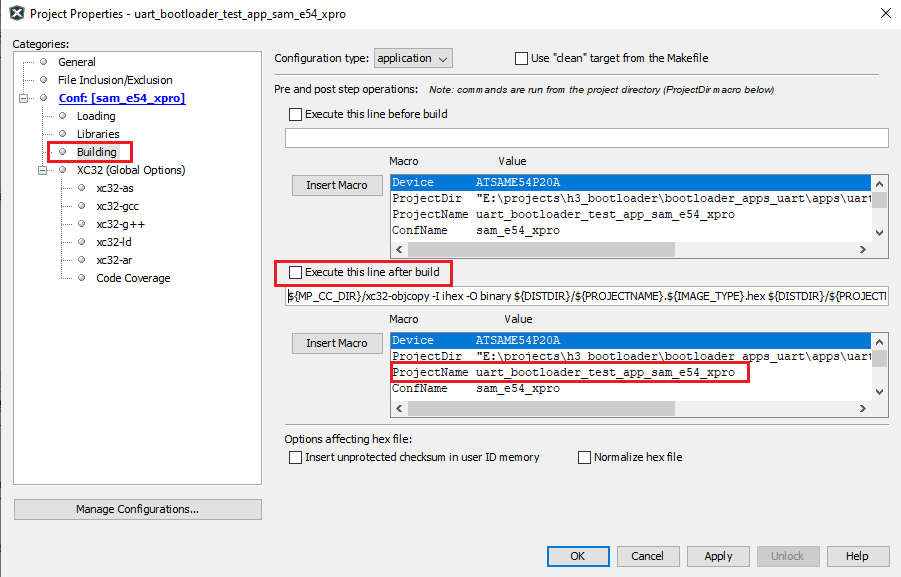 Project Properties - uart_bootloader_test_app_sam_e54_xpro
Categories:
General
File Inclusion/Exclusion
Conf: [sam_e54_xpro]
Loading
Libraries
Building
XC32 (Global Options)
xc32-as
xc32-gcc
xc32-g++
xc32-ld
xc32-ar
Code Coverage
Manage Configurations...
Configuration type: application
Use "clean" target from the Makefile
Pre and post step operations: Note: commands are run from the project directory (ProjectDir macro below)
Execute this line before build
Macro Value
Insert Macro
Device ATSAME54P20A
ProjectDir "E:\projects\h3_bootloader\bootloader_apps_uart\apps\uart
ProjectName uart_bootloader_test_app_sam_e54_xpro
ConfName sam_e54_xpro
Execute this line after build
${MP_CC_DIR}/xc32-objcopy -I ihex -O binary ${DISTDIR}/${PROJECTNAME}.${IMAGE_TYPE}.hex ${DISTDIR}/${PROJECT
Macro Value
Insert Macro
Device ATSAME54P20A
ProjectDir "E:\projects\h3_bootloader\bootloader_apps_uart\apps\uart
ProjectName uart_bootloader_test_app_sam_e54_xpro
ConfName sam_e54_xpro
Options affecting hex file:
Insert unprotected checksum in user ID memory
Normalize hex file
OK Cancel Apply Unlock Help